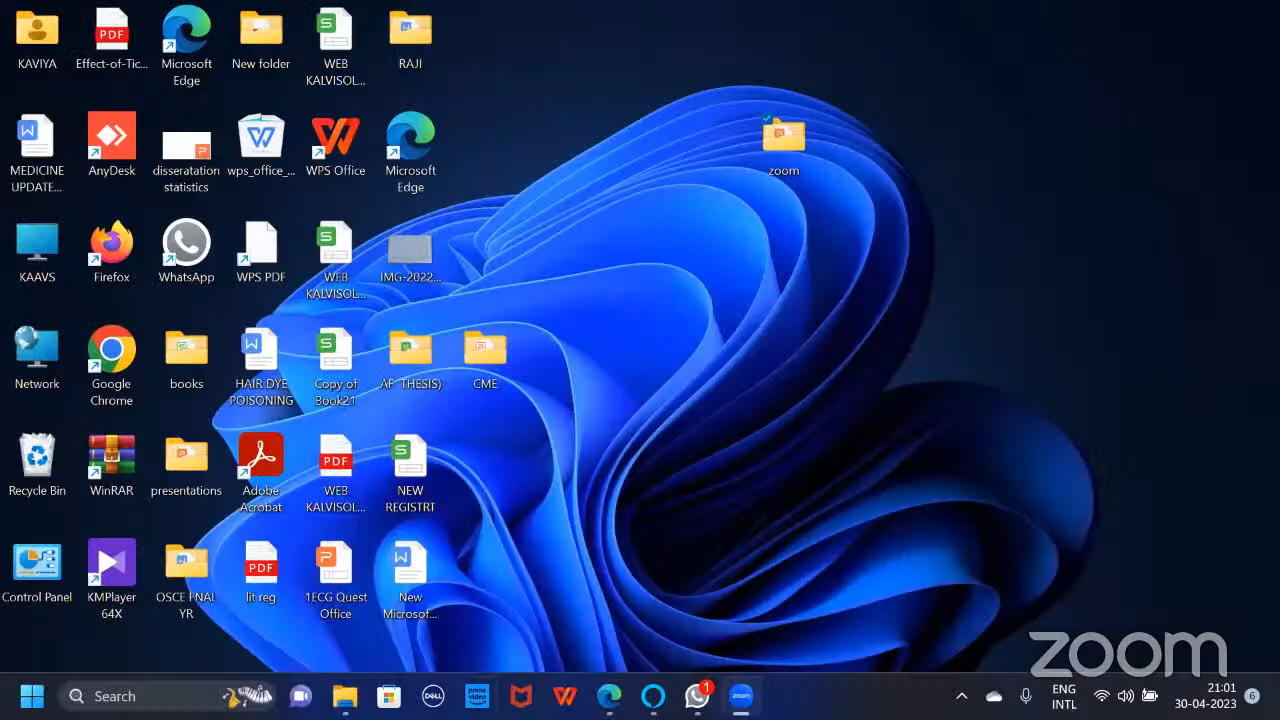 KAVIYA
Effect-of-Tic...
Microsoft
Edge
New folder
WEB
KALVISOL...
RAJI
MEDICINE
UPDATE...
AnyDesk
disseratation
statistics
wps_office_...
WPS Office
Microsoft
Edge
zoom
KAAVS
Firefox
WhatsApp
WPS PDF
WEB
KALVISOL...
IMG-2022...
Network
Google
Chrome
books
HAIR DYE
POISONING
Copy of
Book21
AF THESIS)
CME
Recycle Bin
WinRAR
presentations
Adobe
Acrobat
WEB
KALVISOL...
NEW
REGISTRT
Control Panel
KMPlayer
64X
OSCE FNAL
YR
lit reg
1ECG Quest
Office
New
Microsof...
zoom
Search
ENG
INTL
21:01
30-04-2023
6